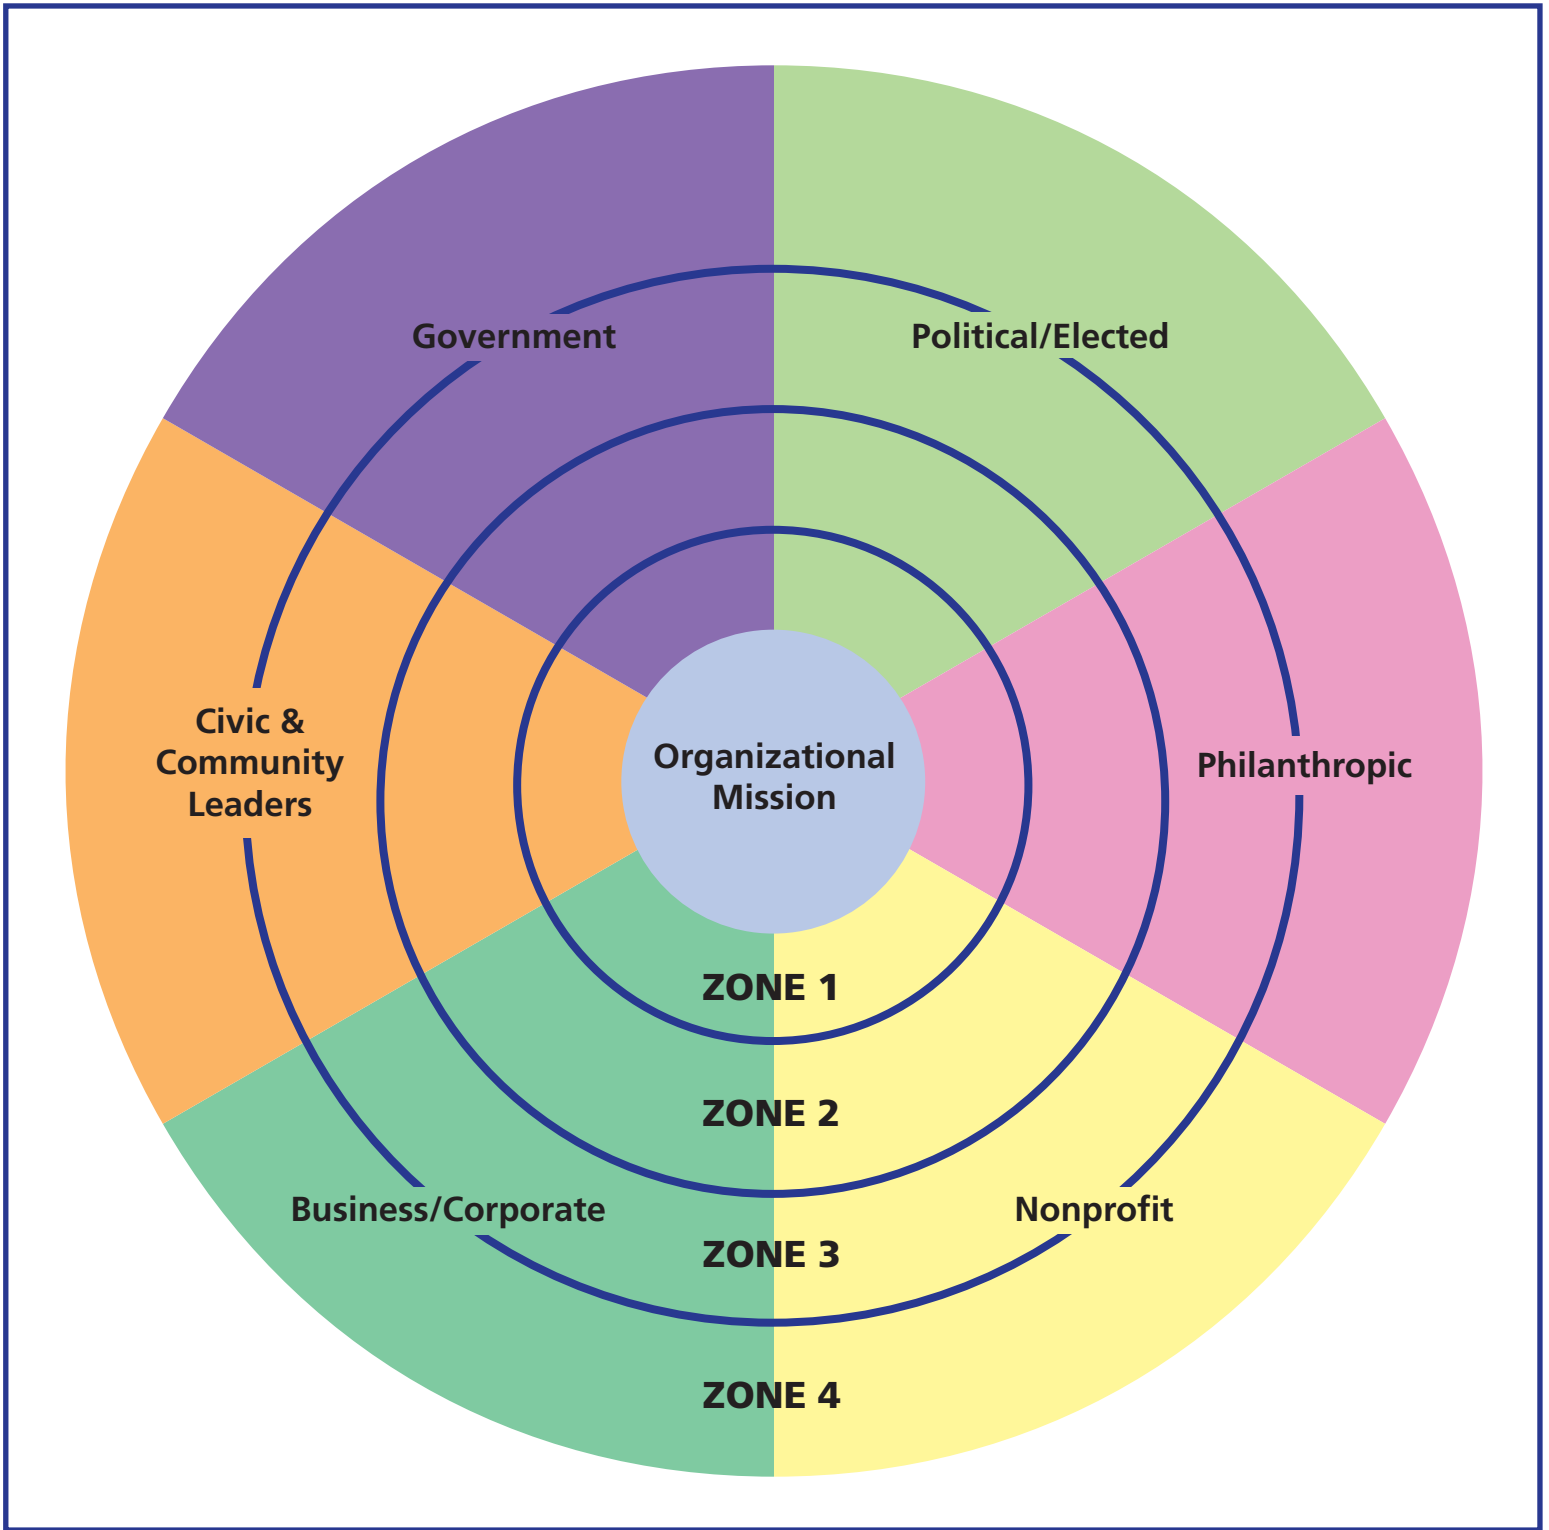 Government
Political/Elected
Civic &
Community
Leaders
Organizational
Mission
Philanthropic
ZONE 1
ZONE 2
Business/Corporate
Nonprofit
ZONE 3
ZONE 4